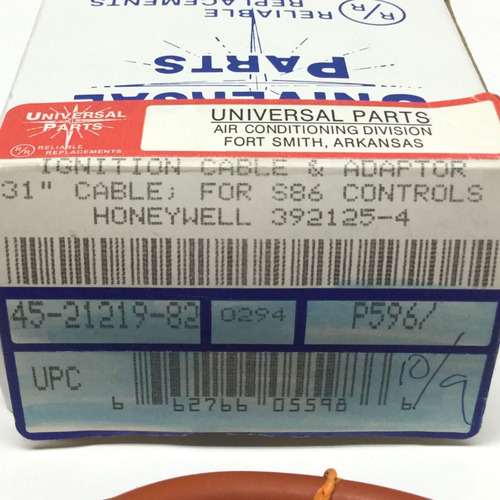 RELIABLE
REPLACEMENTS
R/R
UNIVERSAL
PARTS
UNIVERSAL
PARTS
R/R RELIABLE
REPLACEMENTS
UNIVERSAL PARTS
AIR CONDITIONING DIVISION
FORT SMITH, ARKANSAS
IGNITION CABLE & ADAPTOR
31" CABLE; FOR S86 CONTROLS
HONEYWELL 392125-4
45-21219-82 0294 P596/
UPC
6 62766 05598 6
10/9